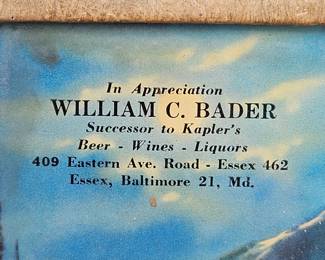 In Appreciation
WILLIAM C. BADER
Successor to Kapler's
Beer - Wines - Liquors
409 Eastern Ave. Road - Essex 462
Essex, Baltimore 21, Md.